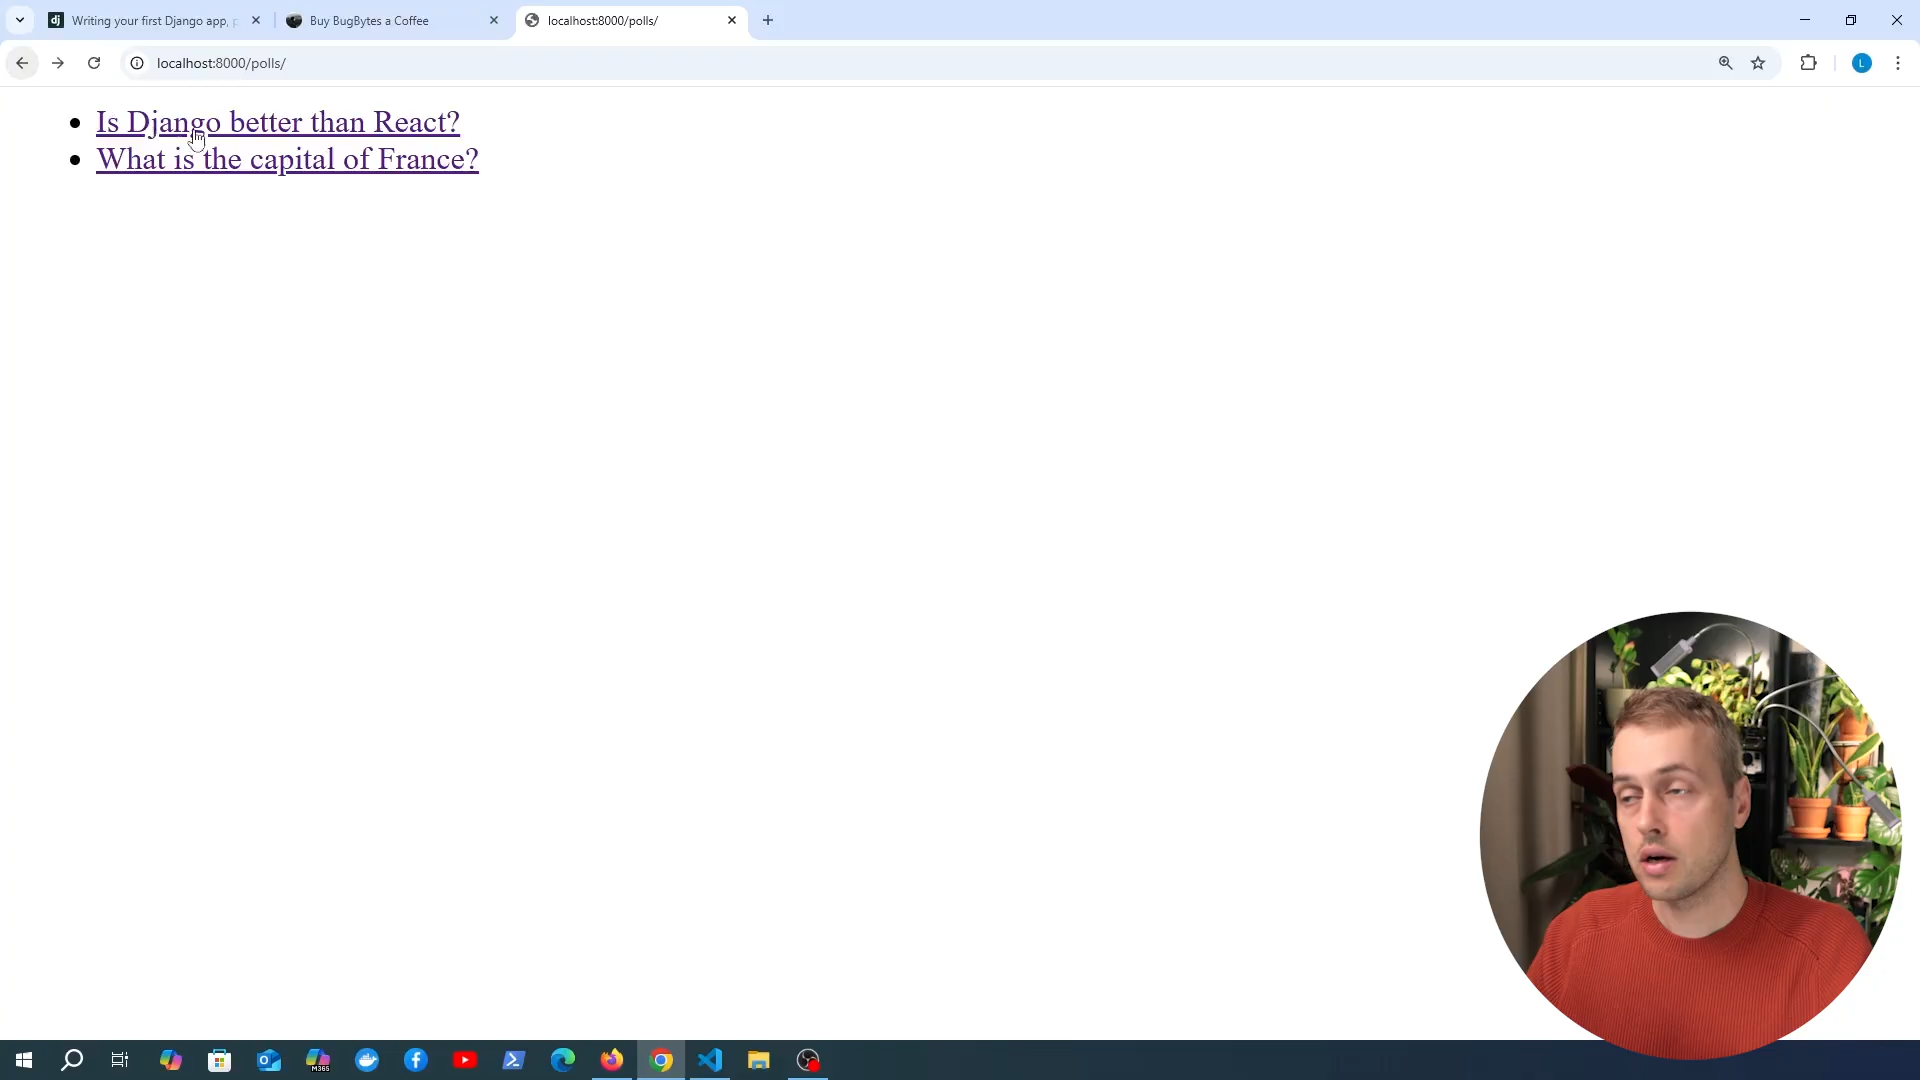 Writing your first Django app, p
Buy BugBytes a Coffee
localhost:8000/polls/
localhost:8000/polls/
L
Is Django better than React?
What is the capital of France?
M365